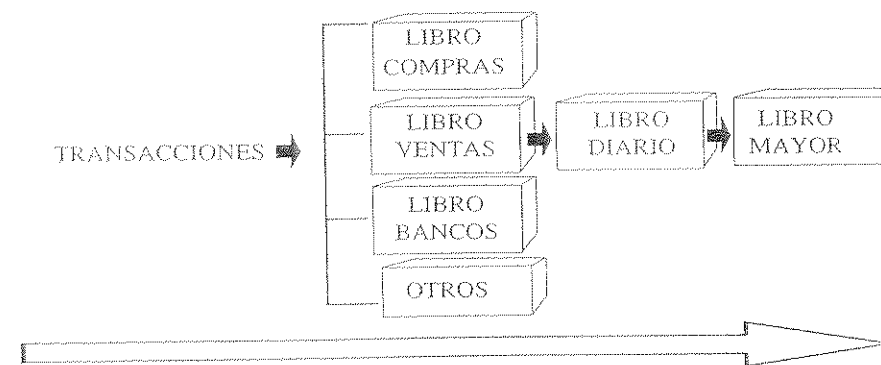 LIBRO
COMPRAS
TRANSACCIONES
LIBRO
VENTAS
LIBRO
DIARIO
LIBRO
MAYOR
LIBRO
BANCOS
OTROS